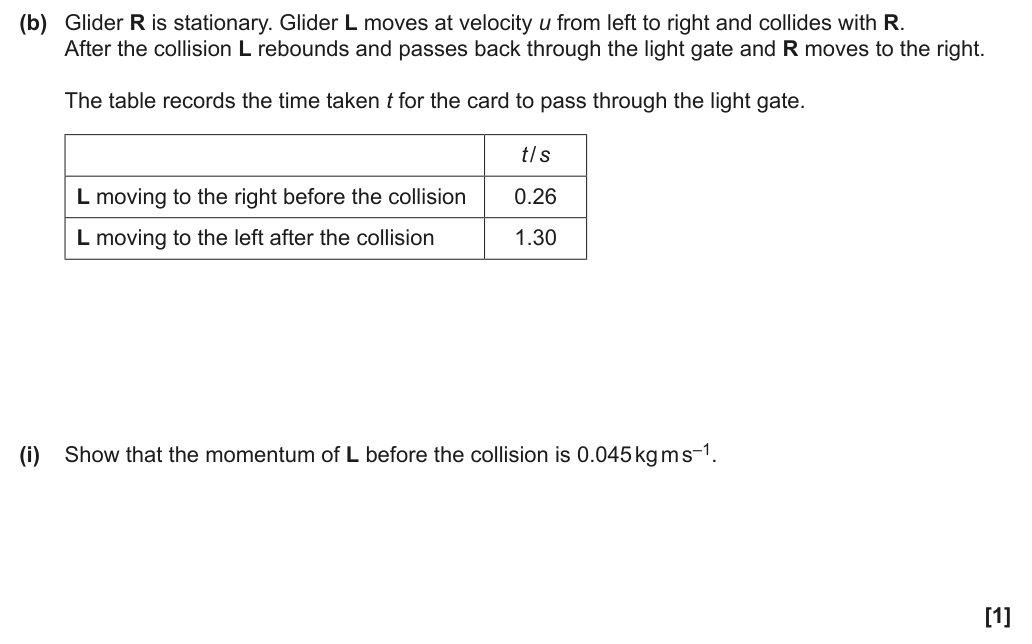 (b) Glider R is stationary. Glider L moves at velocity u from left to right and collides with R.
After the collision L rebounds and passes back through the light gate and R moves to the right.
The table records the time taken t for the card to pass through the light gate.
t/s
L moving to the right before the collision 0.26
L moving to the left after the collision 1.30
(i) Show that the momentum of L before the collision is 0.045 kg m s⁻¹.
[1]